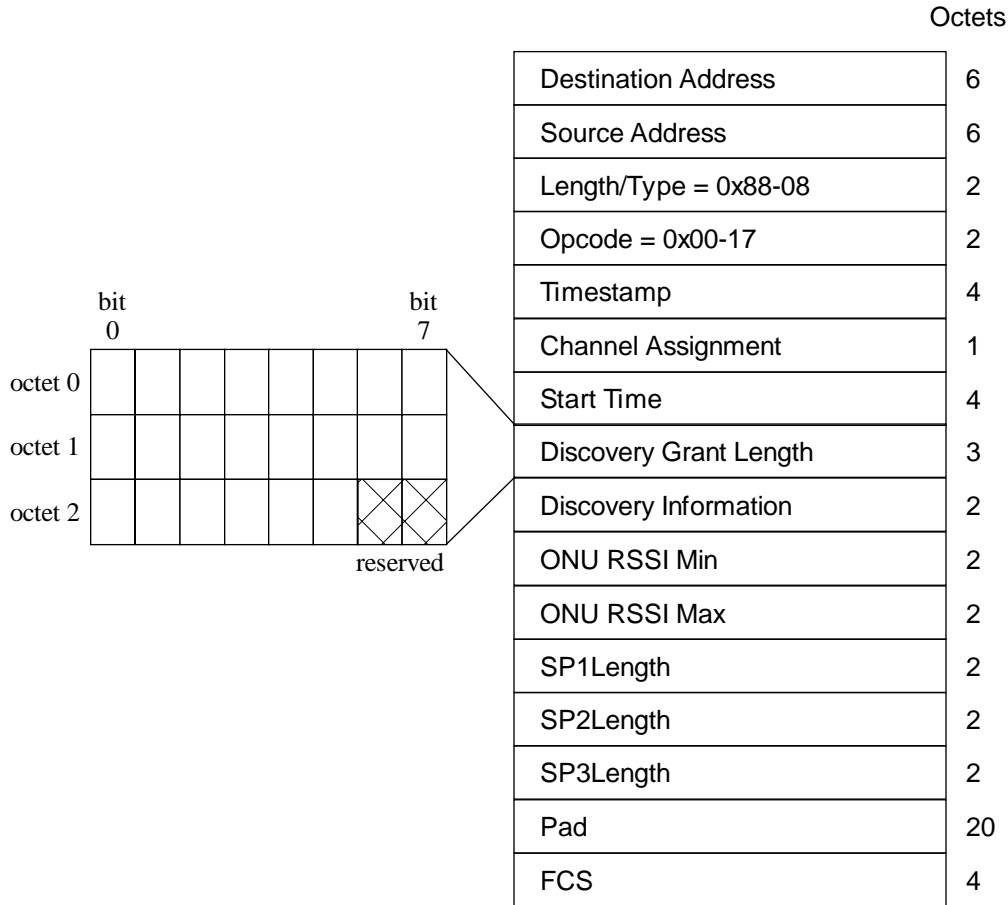 Octets
Destination Address 6
Source Address 6
Length/Type = 0x88-08 2
Opcode = 0x00-17 2
Timestamp 4
Channel Assignment 1
Start Time 4
Discovery Grant Length 3
Discovery Information 2
ONU RSSI Min 2
ONU RSSI Max 2
SP1Length 2
SP2Length 2
SP3Length 2
Pad 20
FCS 4
bit bit
0 7
octet 0
octet 1
octet 2
reserved